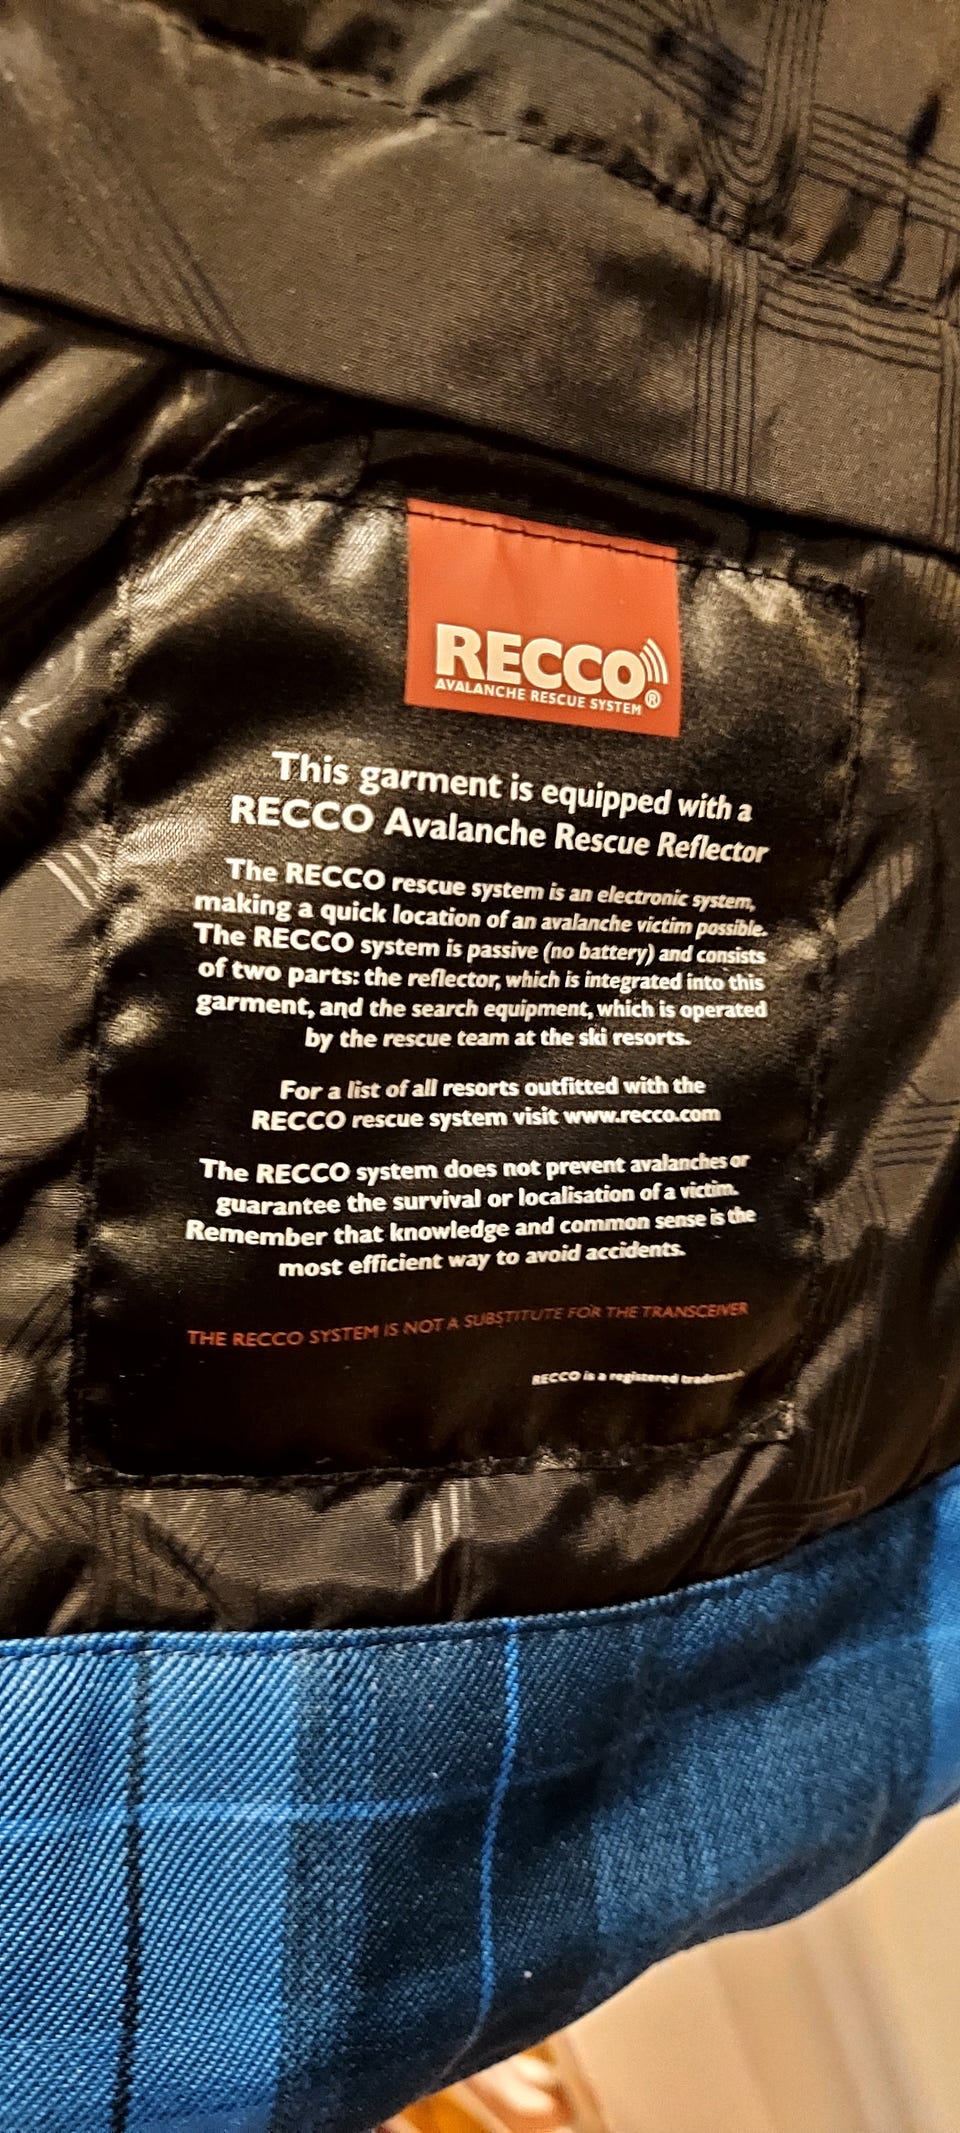 RECCO®
AVALANCHE RESCUE SYSTEM
This garment is equipped with a
RECCO Avalanche Rescue Reflector
The RECCO rescue system is an electronic system,
making a quick location of an avalanche victim possible.
The RECCO system is passive (no battery) and consists
of two parts: the reflector, which is integrated into this
garment, and the search equipment, which is operated
by the rescue team at the ski resorts.
For a list of all resorts outfitted with the
RECCO rescue system visit www.recco.com
The RECCO system does not prevent avalanches or
guarantee the survival or localisation of a victim.
Remember that knowledge and common sense is the
most efficient way to avoid accidents.
THE RECCO SYSTEM IS NOT A SUBSTITUTE FOR THE TRANSCEIVER
RECCO is a registered trademark